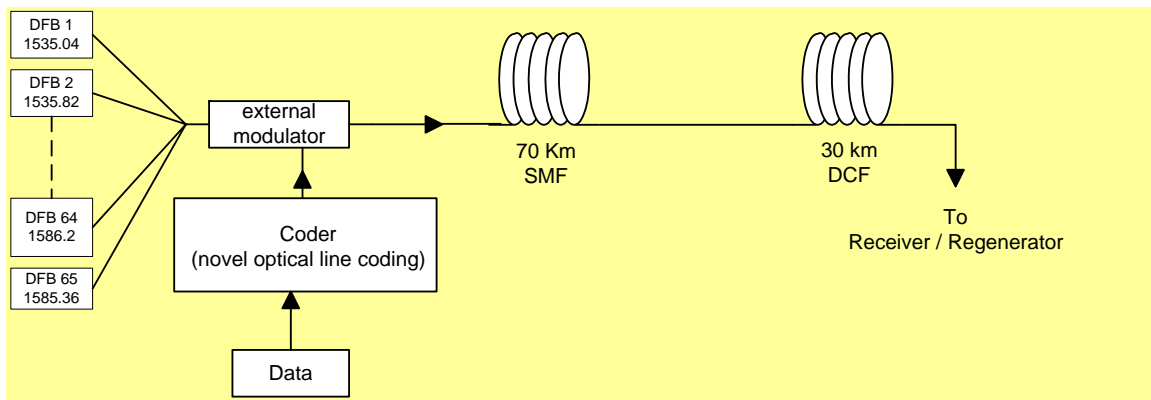 DFB 1
1535.04
DFB 2
1535.82
DFB 64
1586.2
DFB 65
1585.36
external
modulator
Coder
(novel optical line coding)
Data
70 Km
SMF
30 km
DCF
To
Receiver / Regenerator